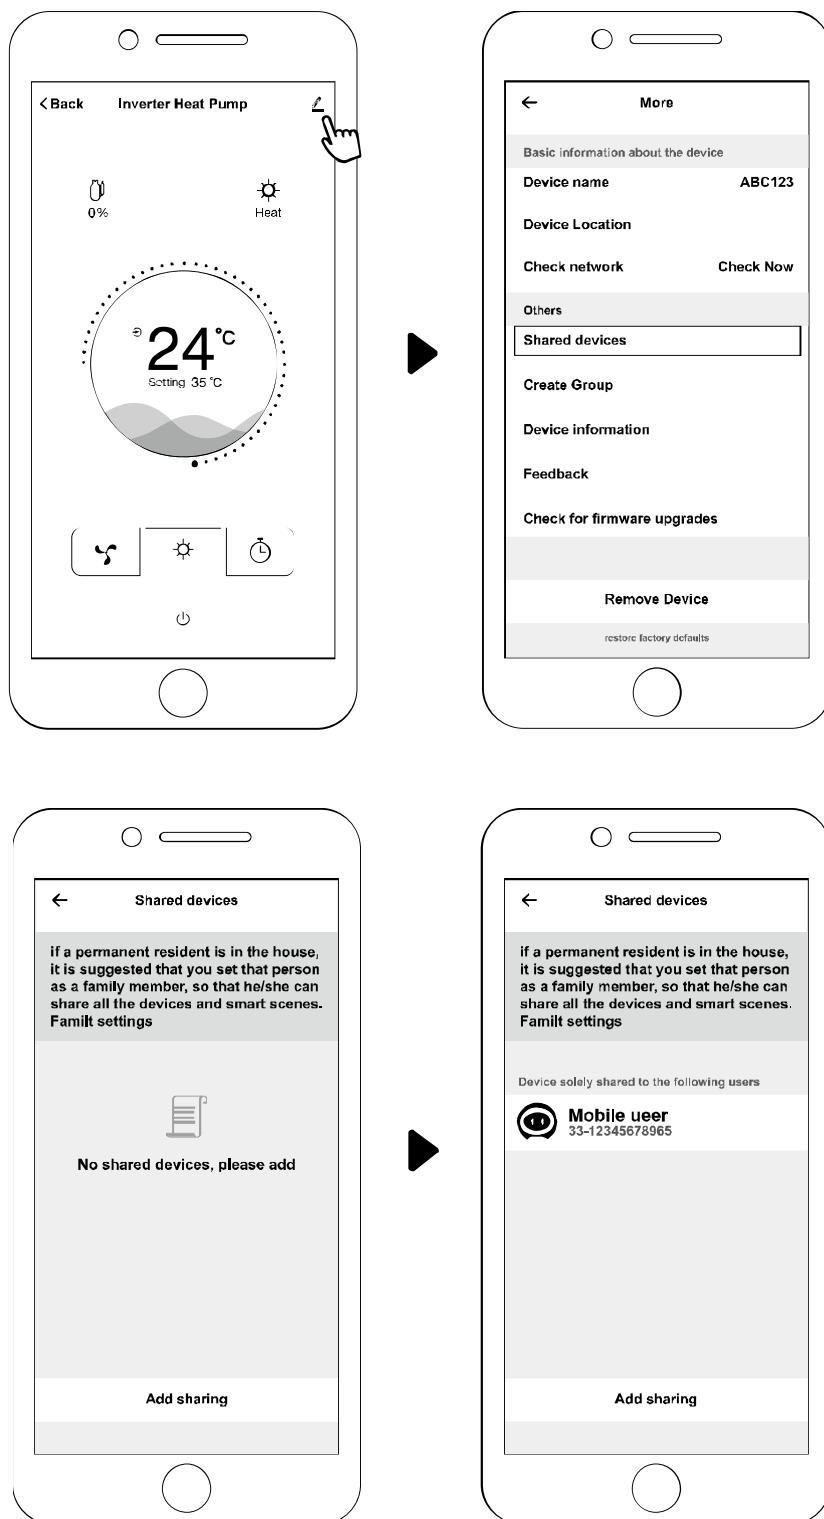 < Back Inverter Heat Pump
0% Heat
24°C
Setting 35 °C
More
Basic information about the device
Device name ABC123
Device Location
Check network Check Now
Others
Shared devices
Create Group
Device information
Feedback
Check for firmware upgrades
Remove Device
restore factory defaults
Shared devices
if a permanent resident is in the house,
it is suggested that you set that person
as a family member, so that he/she can
share all the devices and smart scenes.
Familt settings
No shared devices, please add
Add sharing
Shared devices
if a permanent resident is in the house,
it is suggested that you set that person
as a family member, so that he/she can
share all the devices and smart scenes.
Familt settings
Device solely shared to the following users
Mobile ueer
33-12345678965
Add sharing